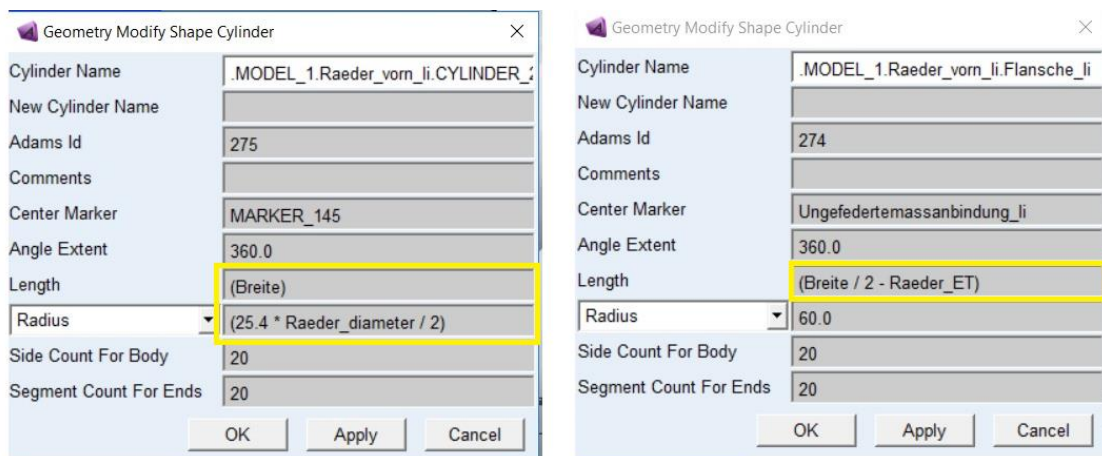 Geometry Modify Shape Cylinder
Cylinder Name .MODEL_1.Raeder_vorn_li.CYLINDER_2
New Cylinder Name
Adams Id 275
Comments
Center Marker MARKER_145
Angle Extent 360.0
Length (Breite)
Radius (25.4 * Raeder_diameter / 2)
Side Count For Body 20
Segment Count For Ends 20
OK Apply Cancel
Geometry Modify Shape Cylinder
Cylinder Name .MODEL_1.Raeder_vorn_li.Flansche_li
New Cylinder Name
Adams Id 274
Comments
Center Marker Ungefedertemassanbindung_li
Angle Extent 360.0
Length (Breite / 2 - Raeder_ET)
Radius 60.0
Side Count For Body 20
Segment Count For Ends 20
OK Apply Cancel